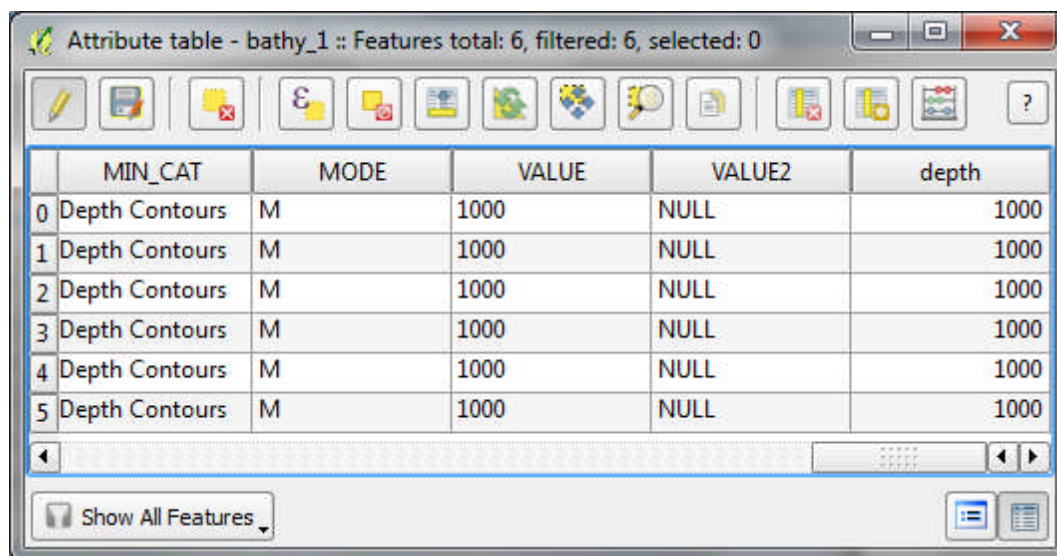 Attribute table - bathy_1 :: Features total: 6, filtered: 6, selected: 0
ε
?
MIN_CAT MODE VALUE VALUE2 depth
0 Depth Contours M 1000 NULL 1000
1 Depth Contours M 1000 NULL 1000
2 Depth Contours M 1000 NULL 1000
3 Depth Contours M 1000 NULL 1000
4 Depth Contours M 1000 NULL 1000
5 Depth Contours M 1000 NULL 1000
Show All Features